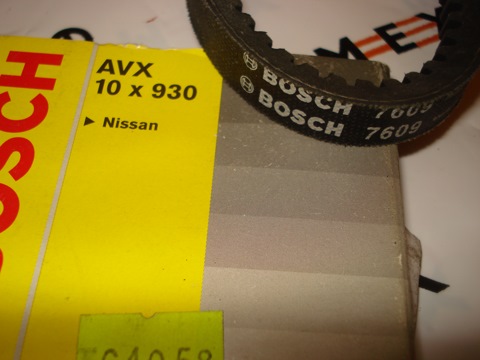 BOSCH
AVX
10 x 930
▸ Nissan
BOSCH 7609
BOSCH 7609